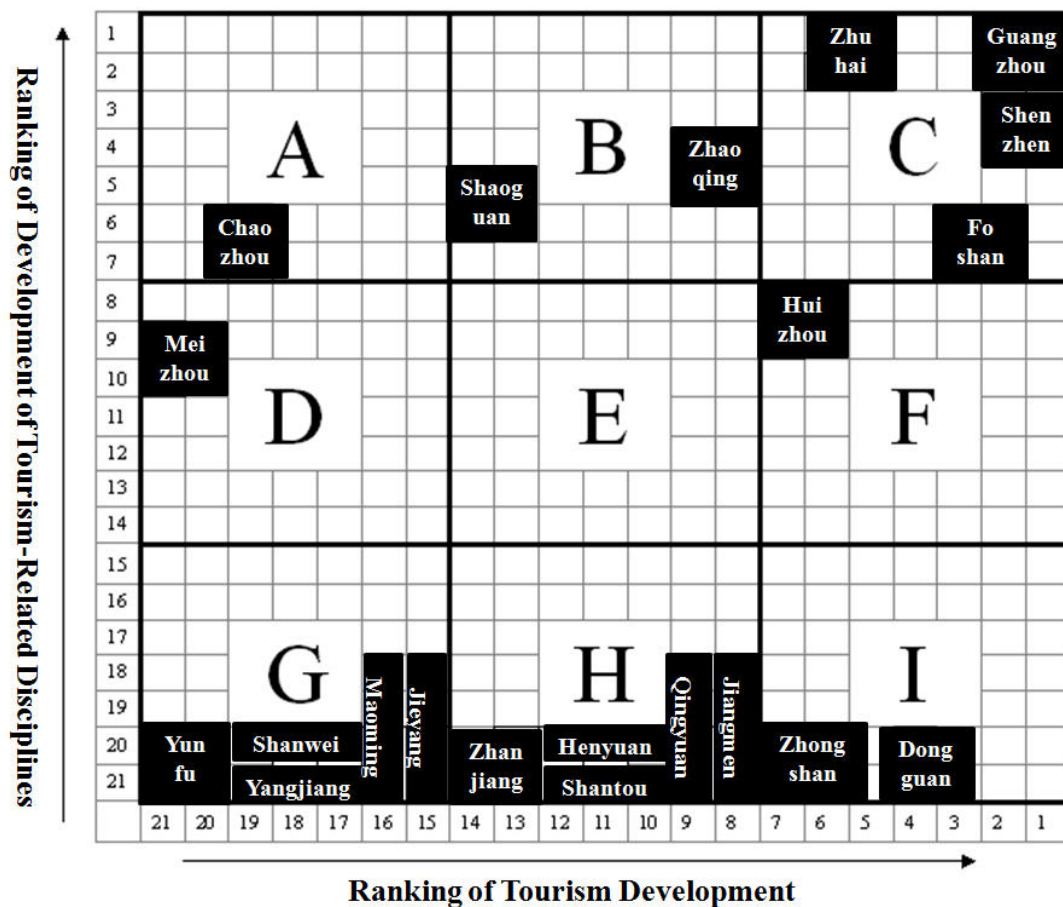 Ranking of Development of Tourism-Related Disciplines
1
2
3
4
5
6
7
8
9
10
11
12
13
14
15
16
17
18
19
20
21
Zhu
hai
Guang
zhou
Shen
zhen
A
B
C
Zhao
qing
Shaog
uan
Chao
zhou
Fo
shan
Hui
zhou
Mei
zhou
D
E
F
G
H
I
Maoming
Jieyang
Qingyuan
Jiangmen
Yun
fu
Shanwei
Yangjiang
Zhan
jiang
Henyuan
Shantou
Zhong
shan
Dong
guan
21 20 19 18 17 16 15 14 13 12 11 10 9 8 7 6 5 4 3 2 1
Ranking of Tourism Development